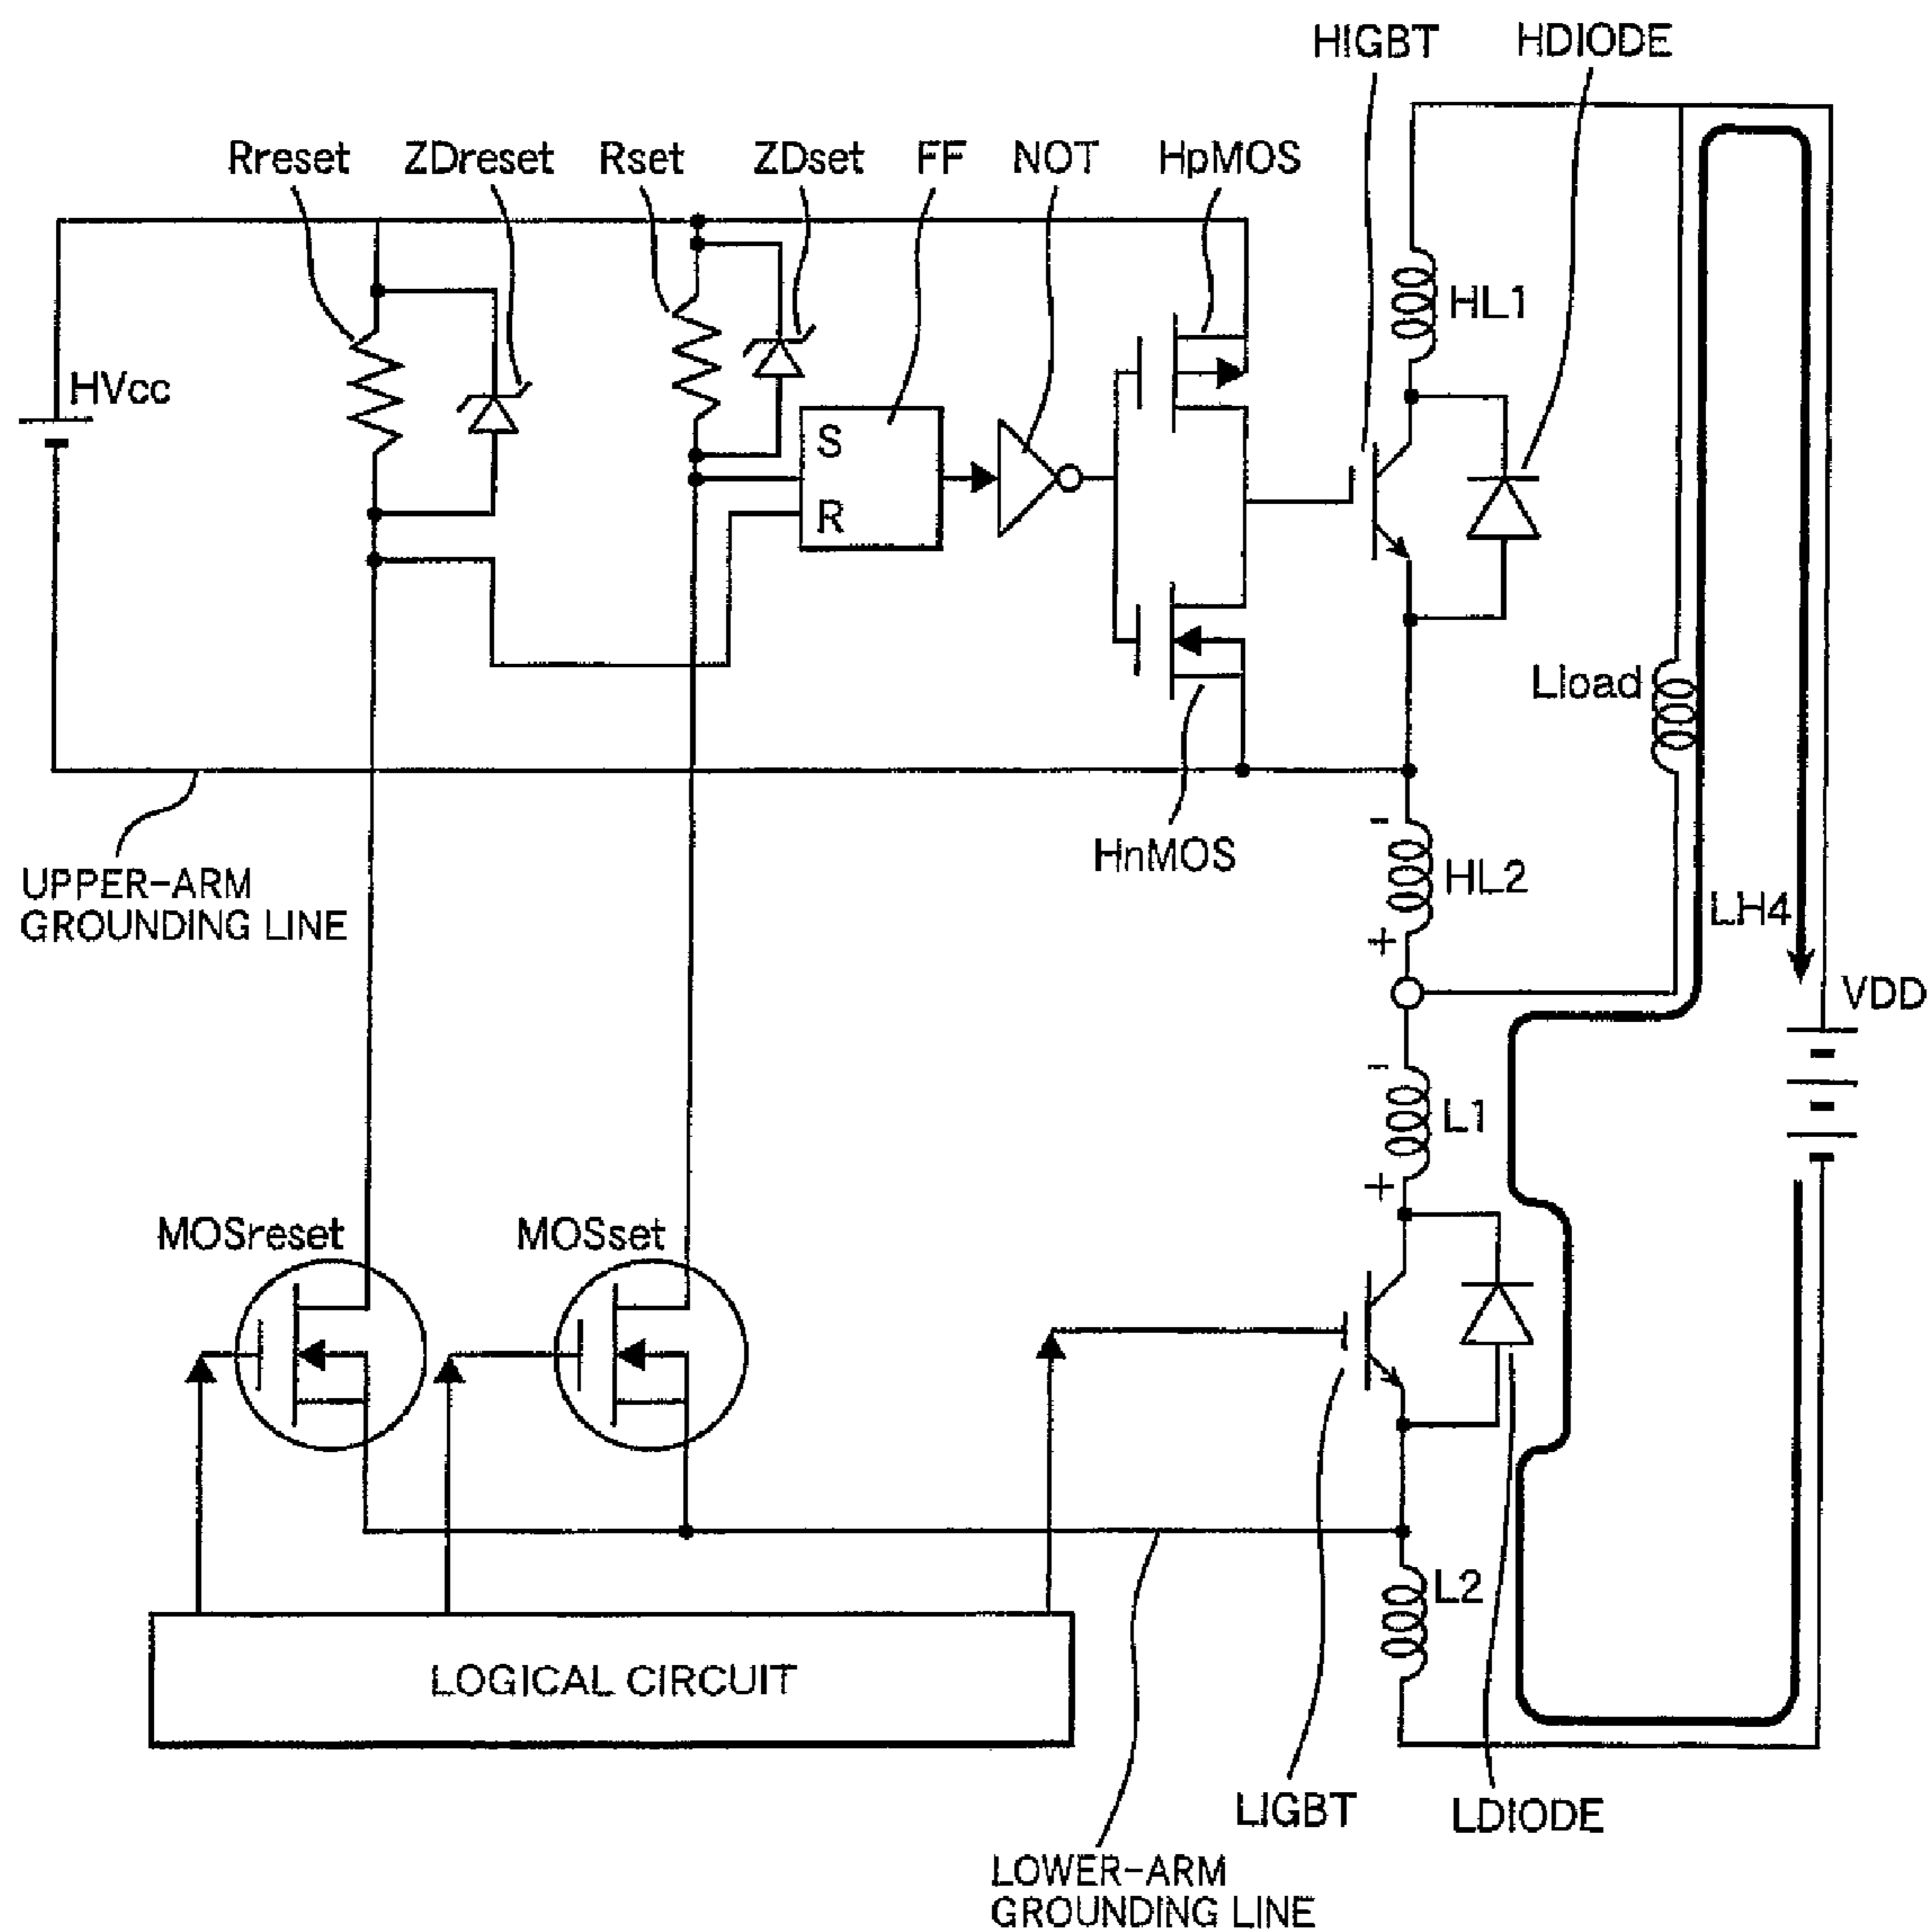 HIGBT HDIODE
Rreset ZDreset Rset ZDset FF NOT HpMOS
HL1
HVcc
S
R
Lload
-
HnMOS
HL2
UPPER-ARM
GROUNDING LINE
LH4
+
VDD
-
L1
+
MOSreset MOSset
L2
LOGICAL CIRCUIT
LIGBT LDIODE
LOWER-ARM
GROUNDING LINE